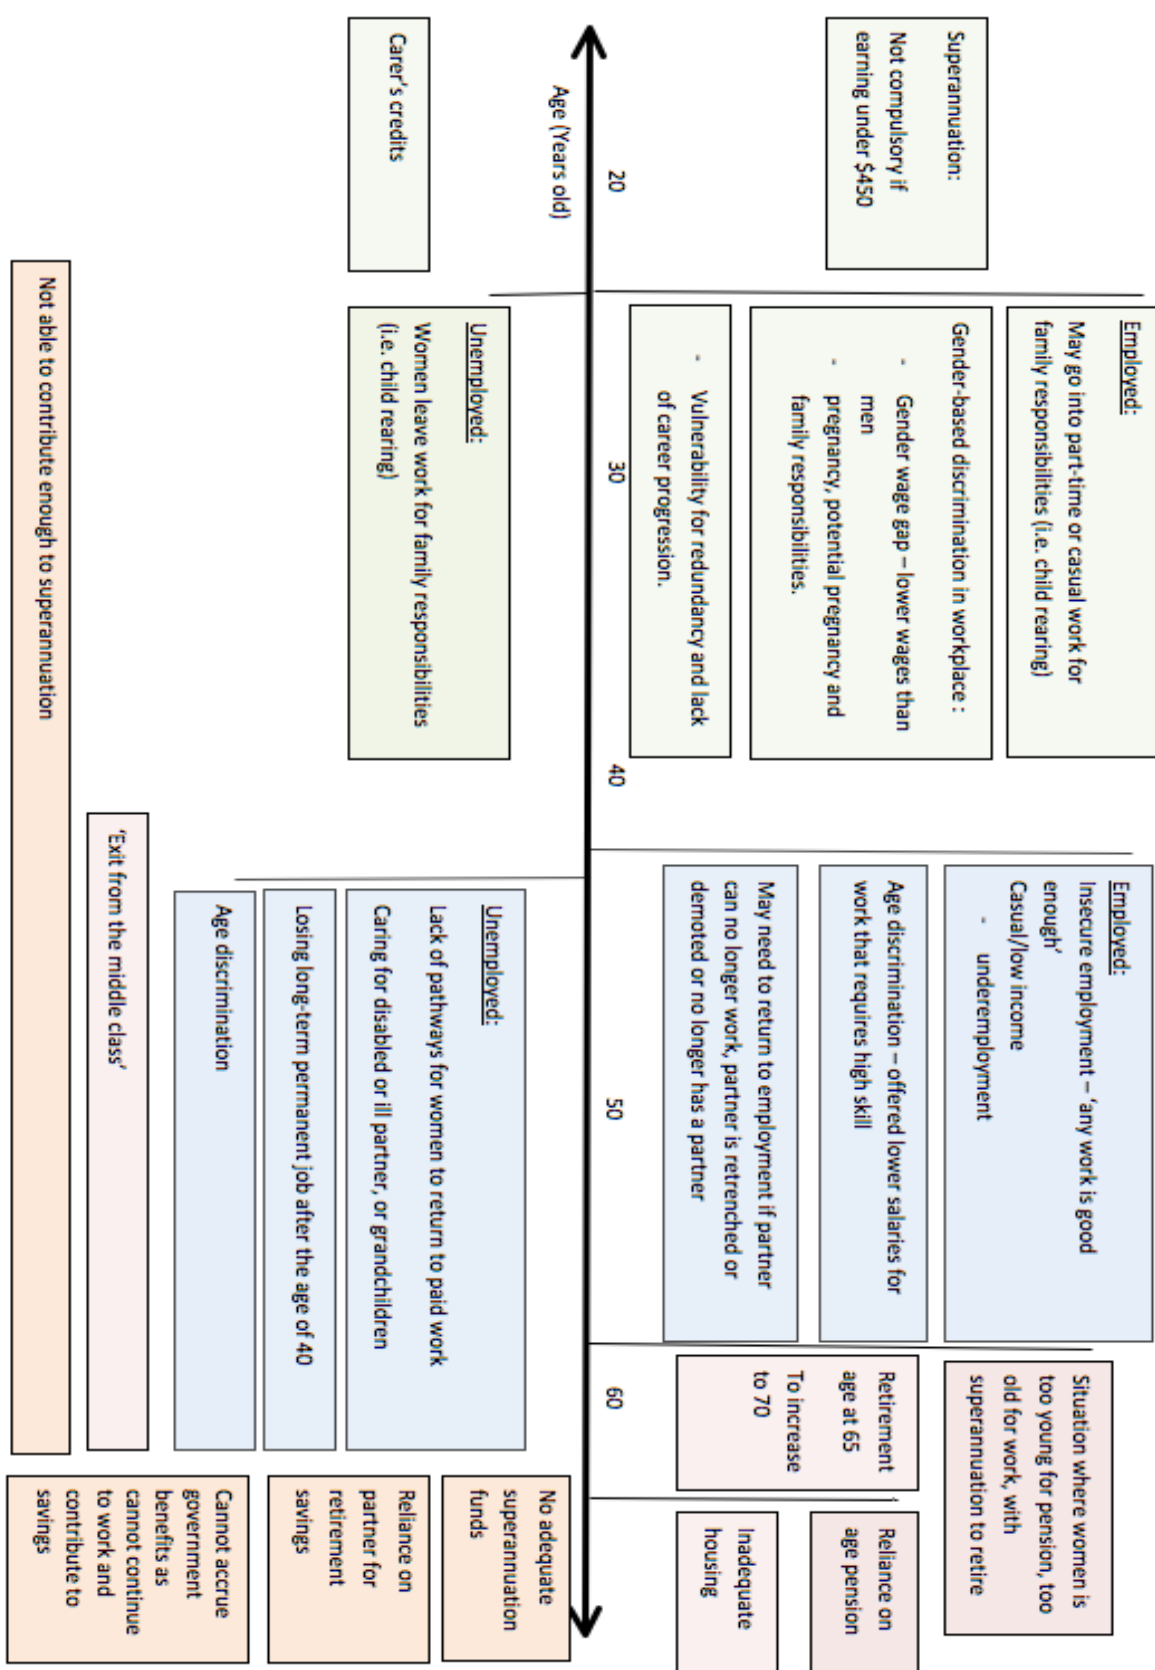 Superannuation:
Not compulsory if
earning under $450
Employed:
May go into part-time or casual work for
family responsibilities (i.e. child rearing)
Gender-based discrimination in workplace :
- Gender wage gap – lower wages than
men
- pregnancy, potential pregnancy and
family responsibilities.
- Vulnerability for redundancy and lack
of career progression.
Employed:
Insecure employment – 'any work is good
enough'
Casual/low income
- underemployment
Age discrimination – offered lower salaries for
work that requires high skill
May need to return to employment if partner
can no longer work, partner is retrenched or
demoted or no longer has a partner
Situation where women is
too young for pension, too
old for work, with
superannuation to retire
Retirement
age at 65
To increase
to 70
Reliance on
age pension
Inadequate
housing
20
30
40
50
60
Age (Years old)
Carer's credits
Unemployed:
Women leave work for family responsibilities
(i.e. child rearing)
Unemployed:
Lack of pathways for women to return to paid work
Caring for disabled or ill partner, or grandchildren
Losing long-term permanent job after the age of 40
Age discrimination
'Exit from the middle class'
Not able to contribute enough to superannuation
No adequate
superannuation
funds
Reliance on
partner for
retirement
savings
Cannot accrue
government
benefits as
cannot continue
to work and
contribute to
savings